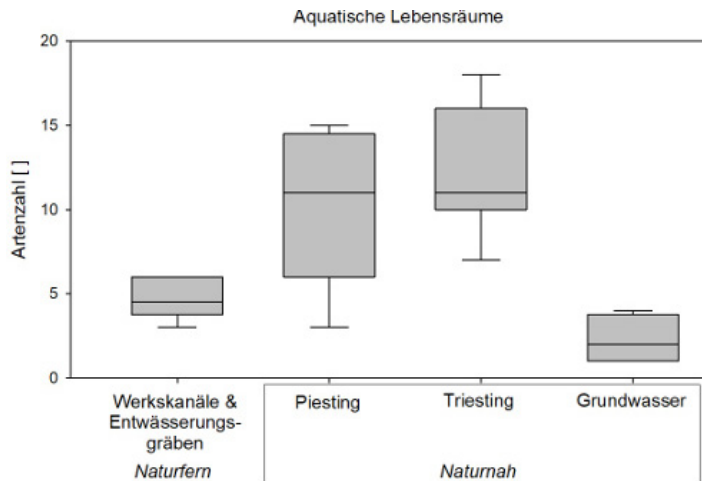 Aquatische Lebensräume
Artenzahl [ ]
20
15
10
5
0
Werkskanäle &
Entwässerungs-
gräben
Piesting
Triesting
Grundwasser
Naturfern
Naturnah